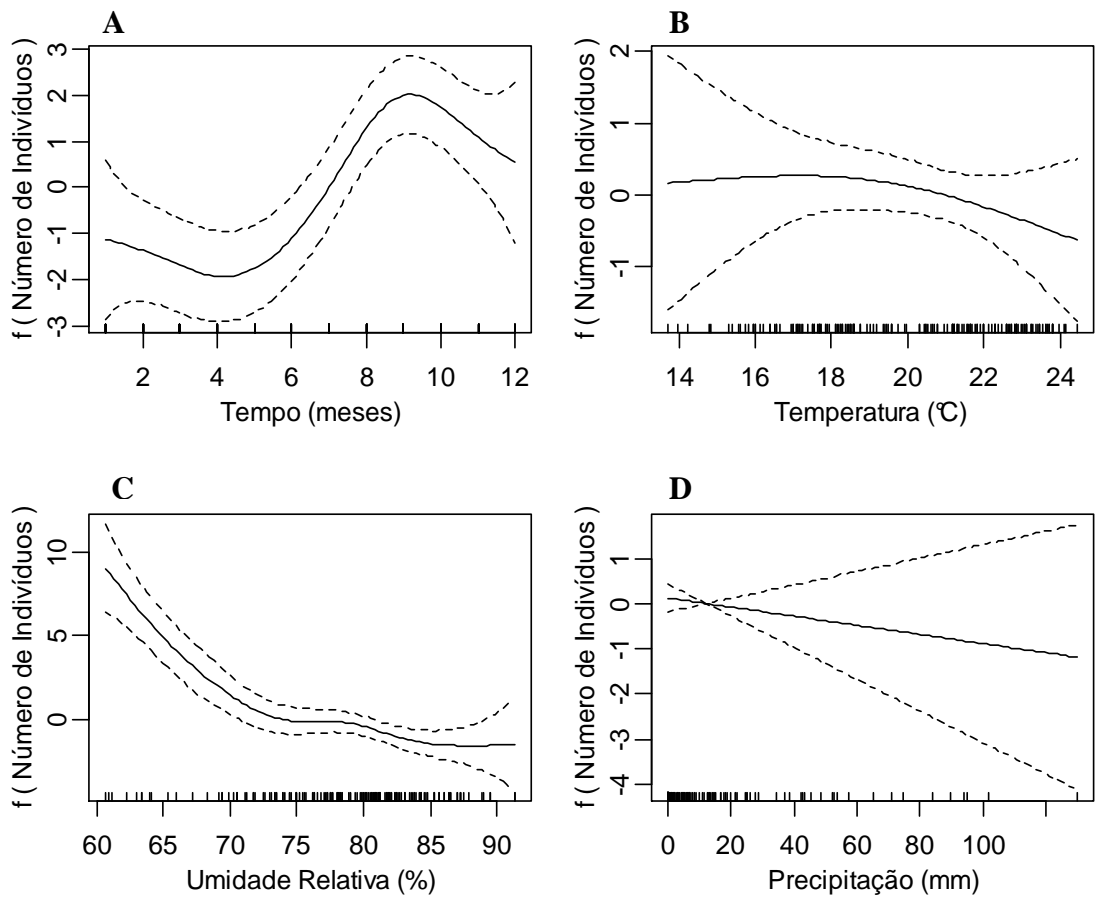 A
f ( Número de Indivíduos )
3
2
1
0
-1
-2
-3
2 4 6 8 10 12
Tempo (meses)
B
f ( Número de Indivíduos )
2
1
0
-1
14 16 18 20 22 24
Temperatura (°C)
C
f ( Número de Indivíduos )
10
5
0
60 65 70 75 80 85 90
Umidade Relativa (%)
D
f ( Número de Indivíduos )
1
0
-1
-2
-3
-4
0 20 40 60 80 100
Precipitação (mm)